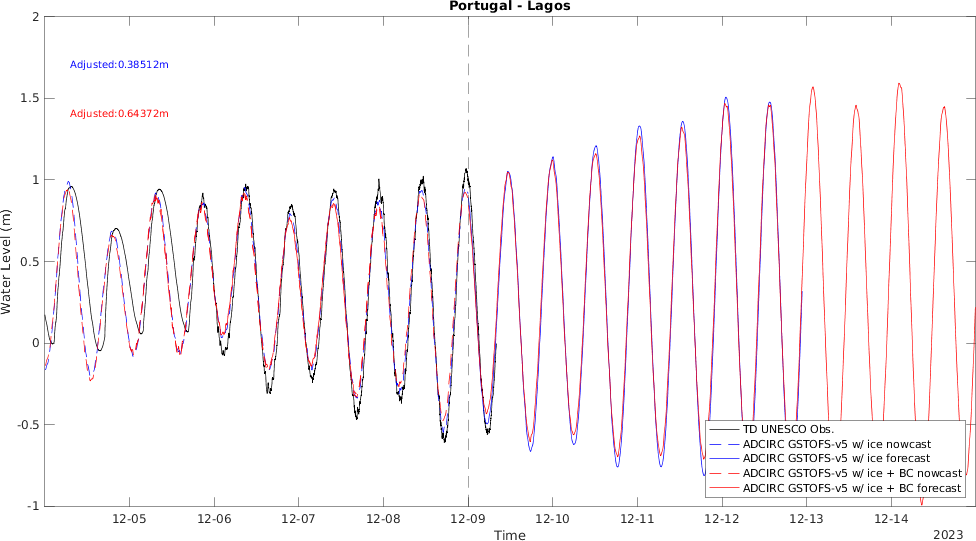 Portugal - Lagos
2
1.5
1
0.5
0
-0.5
-1
Water Level (m)
Adjusted:0.38512m
Adjusted:0.64372m
TD UNESCO Obs.
ADCIRC GSTOFS-v5 w/ ice nowcast
ADCIRC GSTOFS-v5 w/ ice forecast
ADCIRC GSTOFS-v5 w/ ice + BC nowcast
ADCIRC GSTOFS-v5 w/ ice + BC forecast
12-05 12-06 12-07 12-08 12-09 12-10 12-11 12-12 12-13 12-14
Time
2023